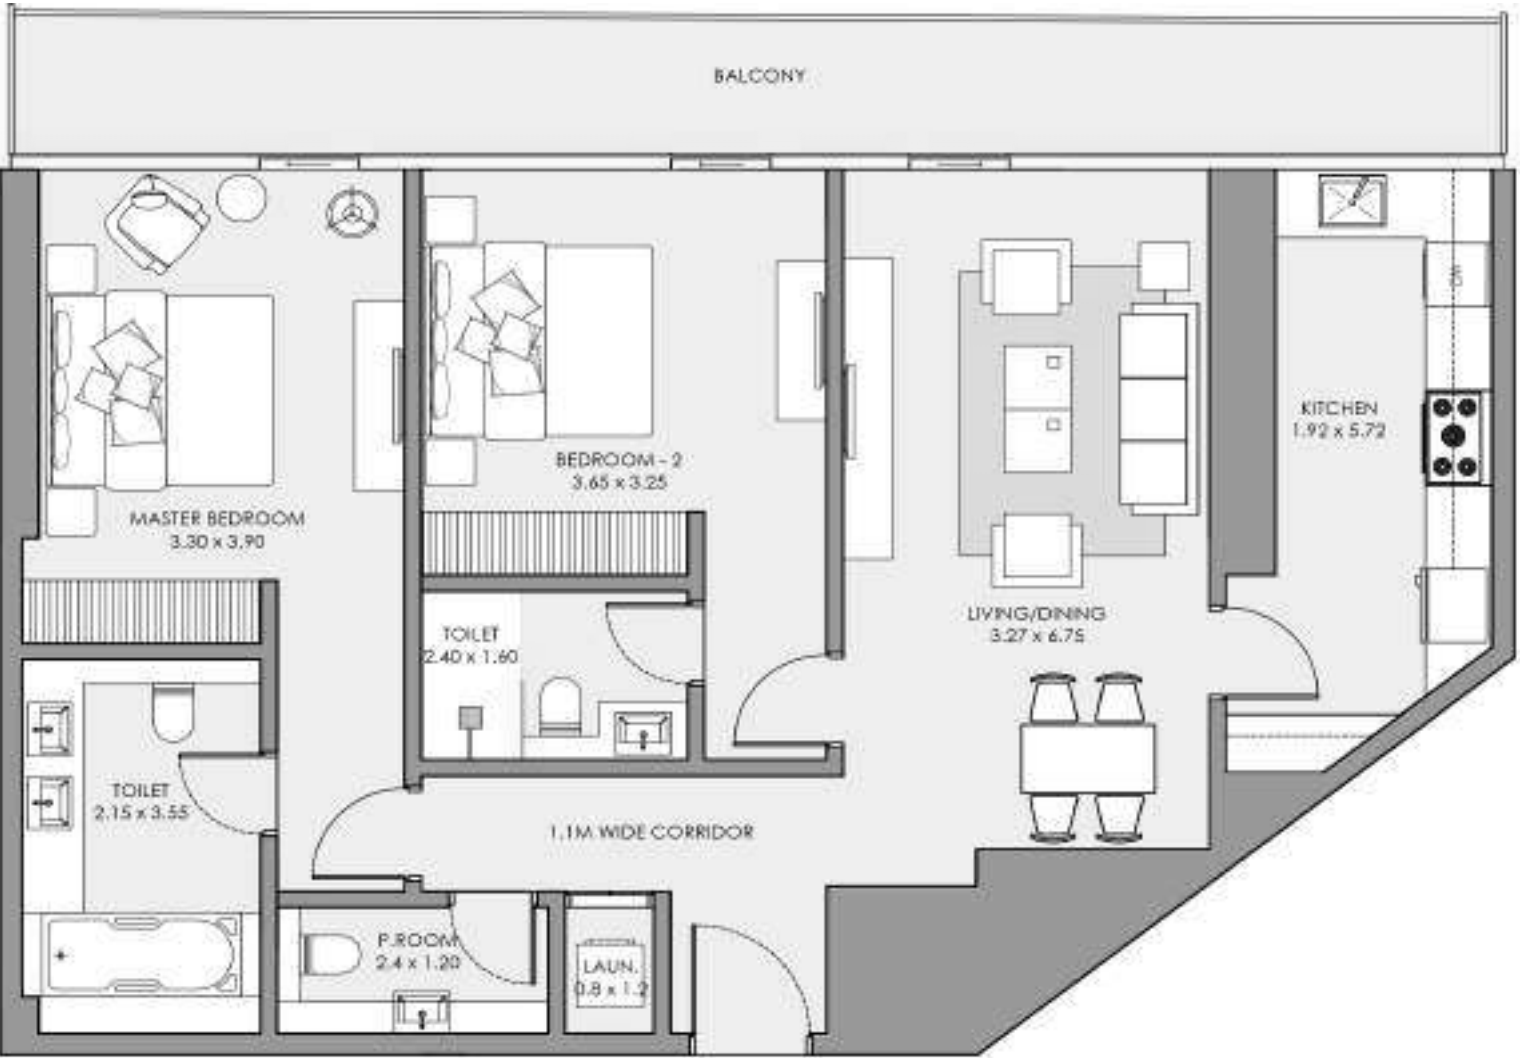 BALCONY
KITCHEN
1.92 x 5.72
BEDROOM - 2
3.65 x 3.25
MASTER BEDROOM
3.30 x 3.90
LIVING/DINING
3.27 x 6.75
TOILET
2.40 x 1.60
TOILET
2.15 x 3.55
1.1M WIDE CORRIDOR
P.ROOM
2.4 x 1.20
LAUN.
0.8 x 1.2